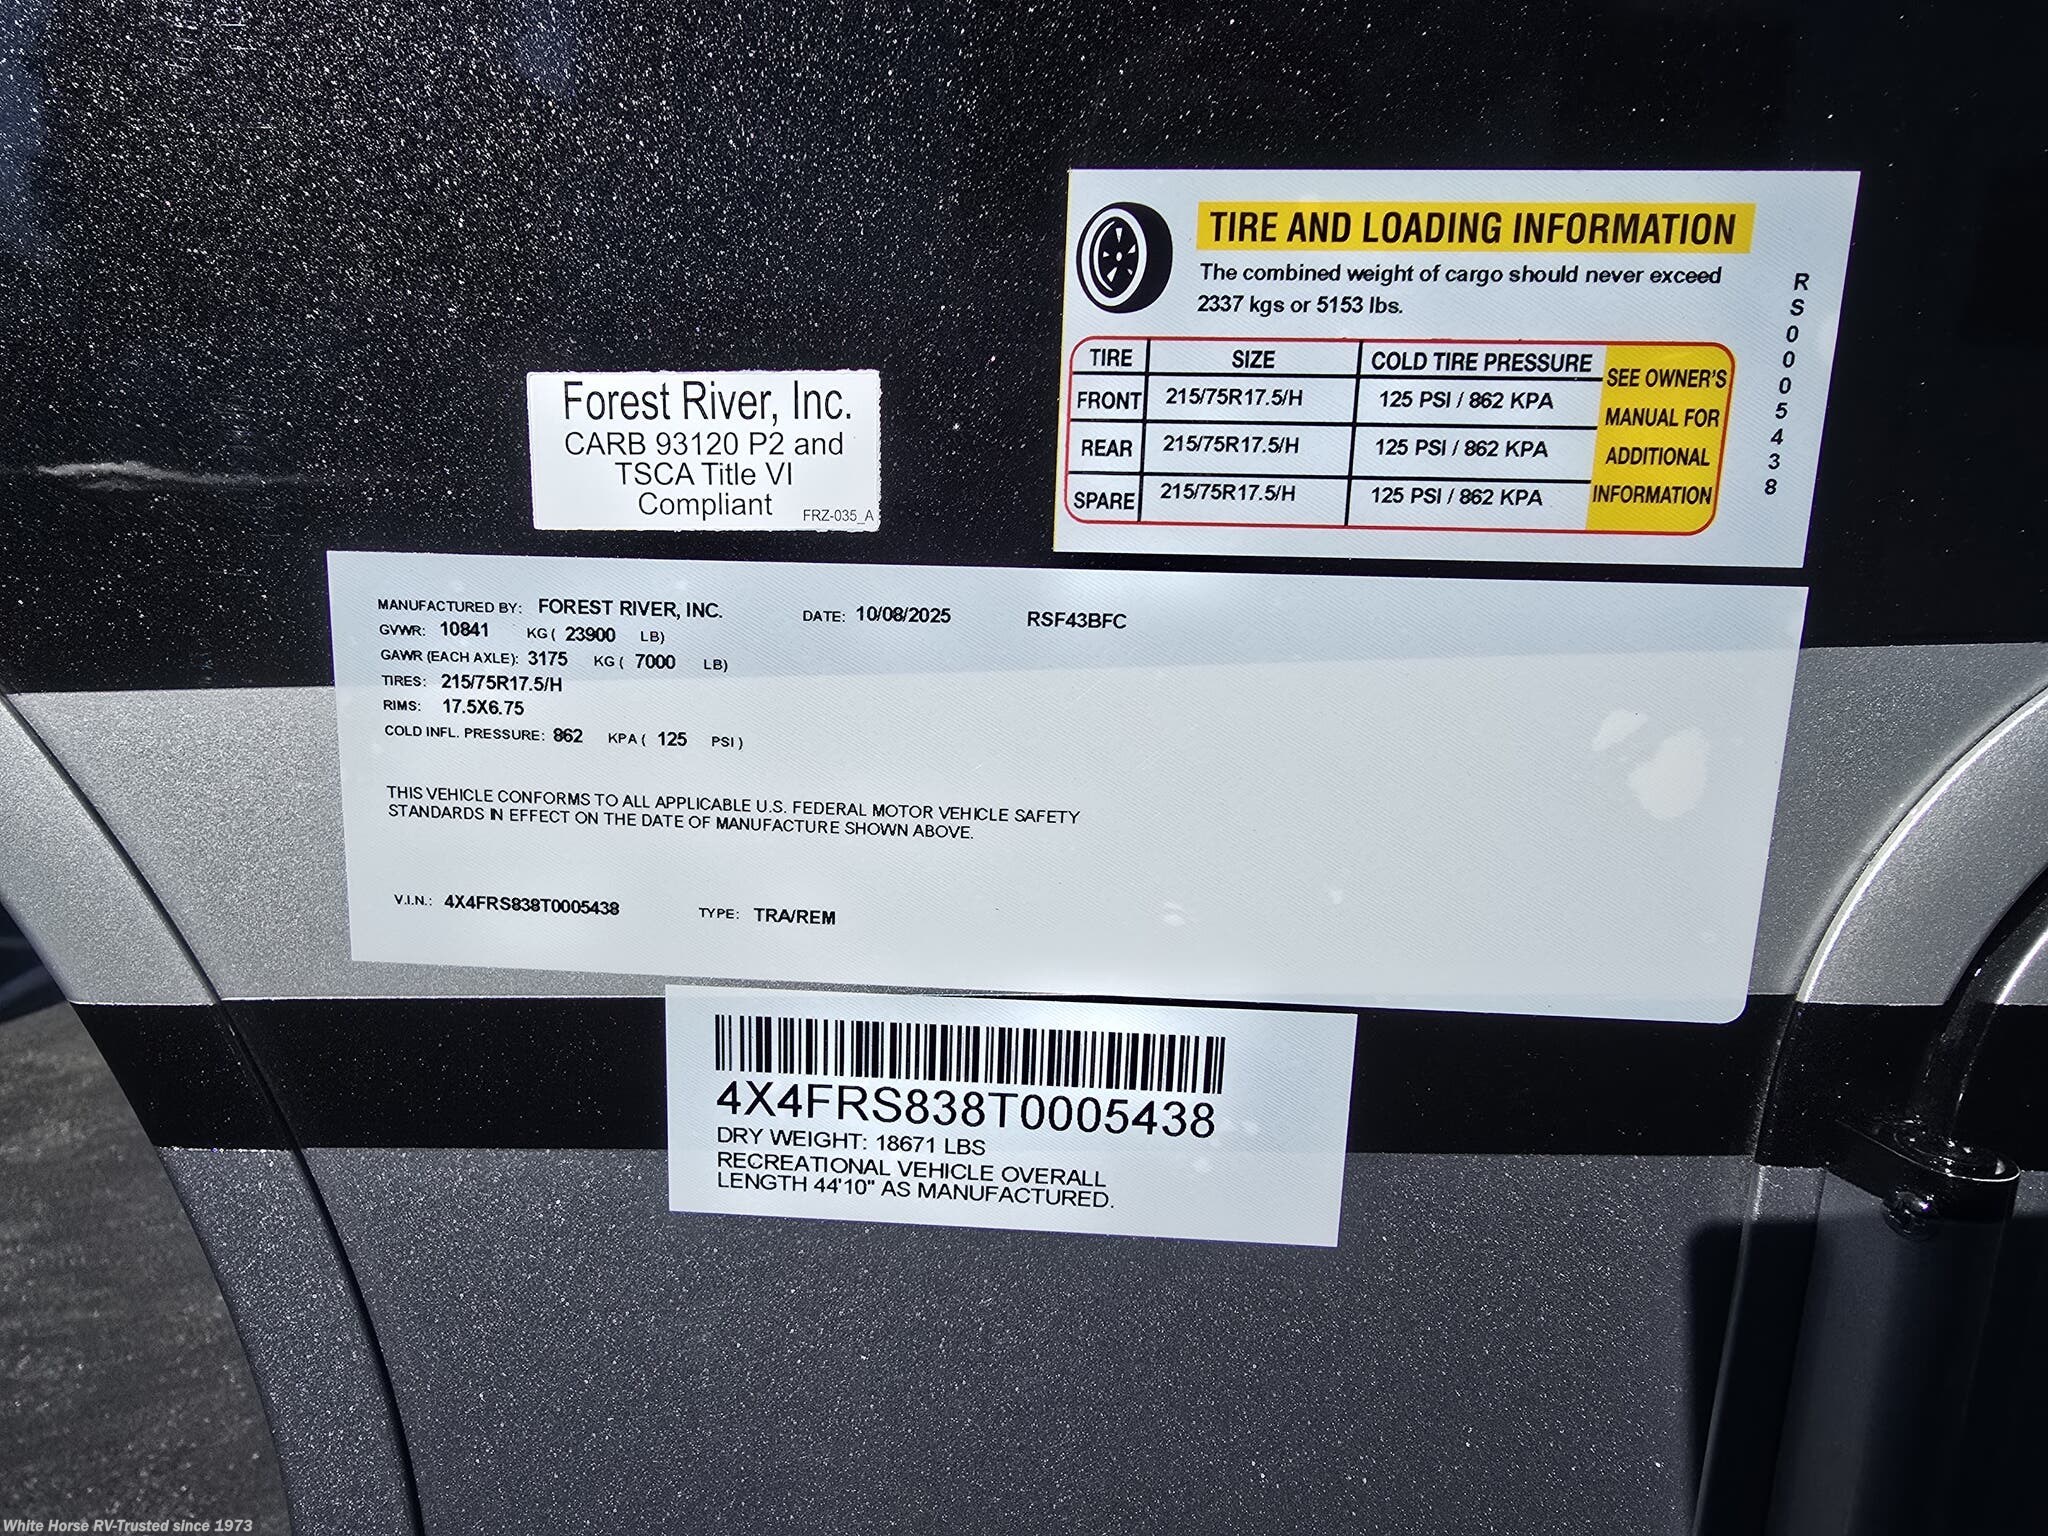 TIRE AND LOADING INFORMATION
The combined weight of cargo should never exceed
2337 kgs or 5153 lbs.
TIRE SIZE COLD TIRE PRESSURE
FRONT 215/75R17.5/H 125 PSI / 862 KPA
REAR 215/75R17.5/H 125 PSI / 862 KPA
SPARE 215/75R17.5/H 125 PSI / 862 KPA
SEE OWNER'S
MANUAL FOR
ADDITIONAL
INFORMATION
RS0005438
Forest River, Inc.
CARB 93120 P2 and
TSCA Title VI
Compliant
FRZ-035_A
MANUFACTURED BY: FOREST RIVER, INC. DATE: 10/08/2025 RSF43BFC
GVWR: 10841 KG ( 23900 LB)
GAWR (EACH AXLE): 3175 KG ( 7000 LB)
TIRES: 215/75R17.5/H
RIMS: 17.5X6.75
COLD INFL. PRESSURE: 862 KPA ( 125 PSI )
THIS VEHICLE CONFORMS TO ALL APPLICABLE U.S. FEDERAL MOTOR VEHICLE SAFETY
STANDARDS IN EFFECT ON THE DATE OF MANUFACTURE SHOWN ABOVE.
V.I.N.: 4X4FRS838T0005438 TYPE: TRA/REM
4X4FRS838T0005438
DRY WEIGHT: 18671 LBS
RECREATIONAL VEHICLE OVERALL
LENGTH 44'10" AS MANUFACTURED.
White Horse RV-Trusted since 1973